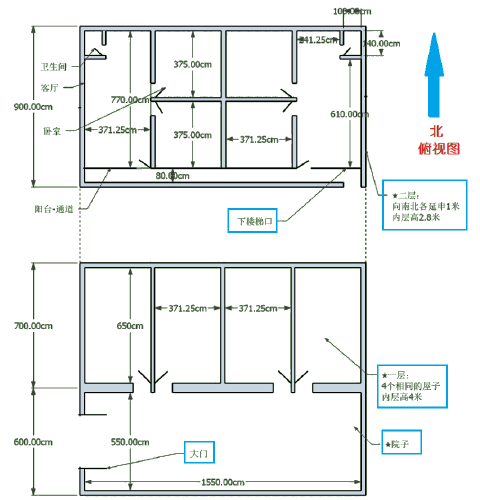 100.00cm
241.25cm
140.00cm
卫生间
375.00cm
客厅
770.00cm
900.00cm
610.00cm
北
俯视图
卧室
371.25cm
375.00cm
371.25cm
80.00cm
★二层:
向南北各延申1米
内层高2.8米
阳台-通道
下楼梯口
371.25cm
371.25cm
700.00cm
650cm
★一层:
4个相同的屋子
内层高4米
600.00cm
550.00cm
★院子
大门
1550.00cm